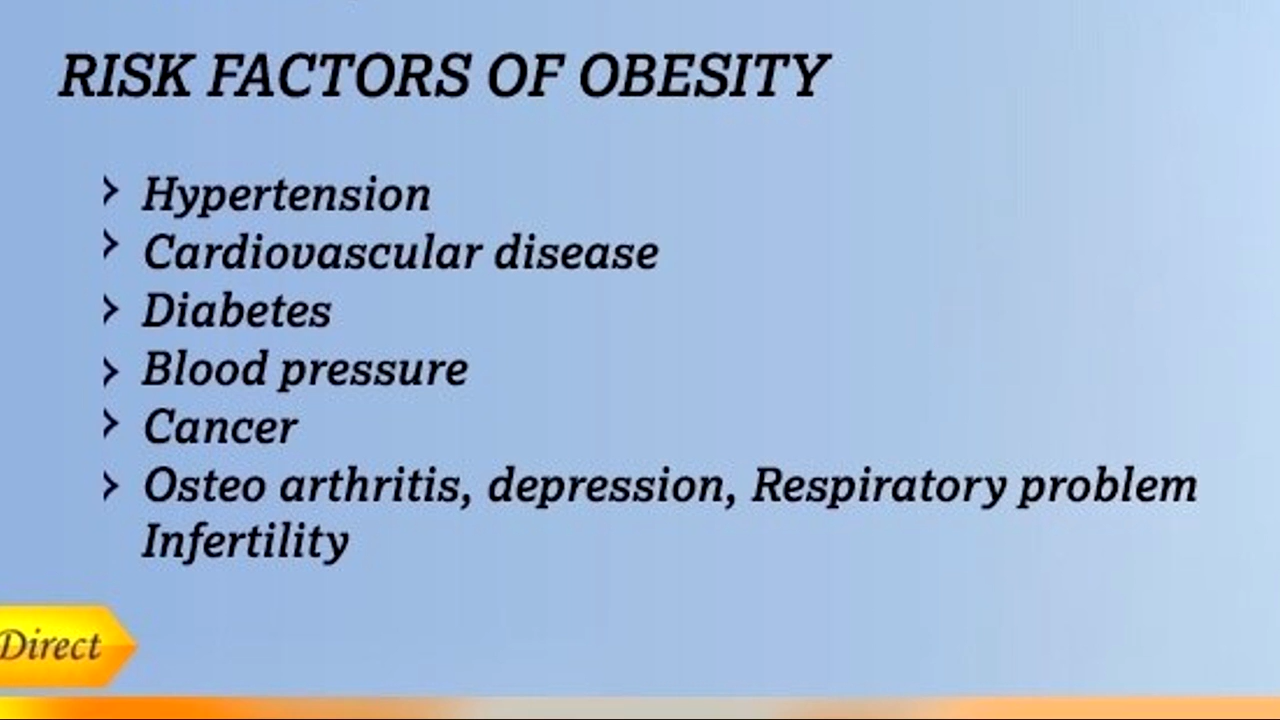 RISK FACTORS OF OBESITY
Hypertension
Cardiovascular disease
Diabetes
Blood pressure
Cancer
Osteo arthritis, depression, Respiratory problem
Infertility
Direct